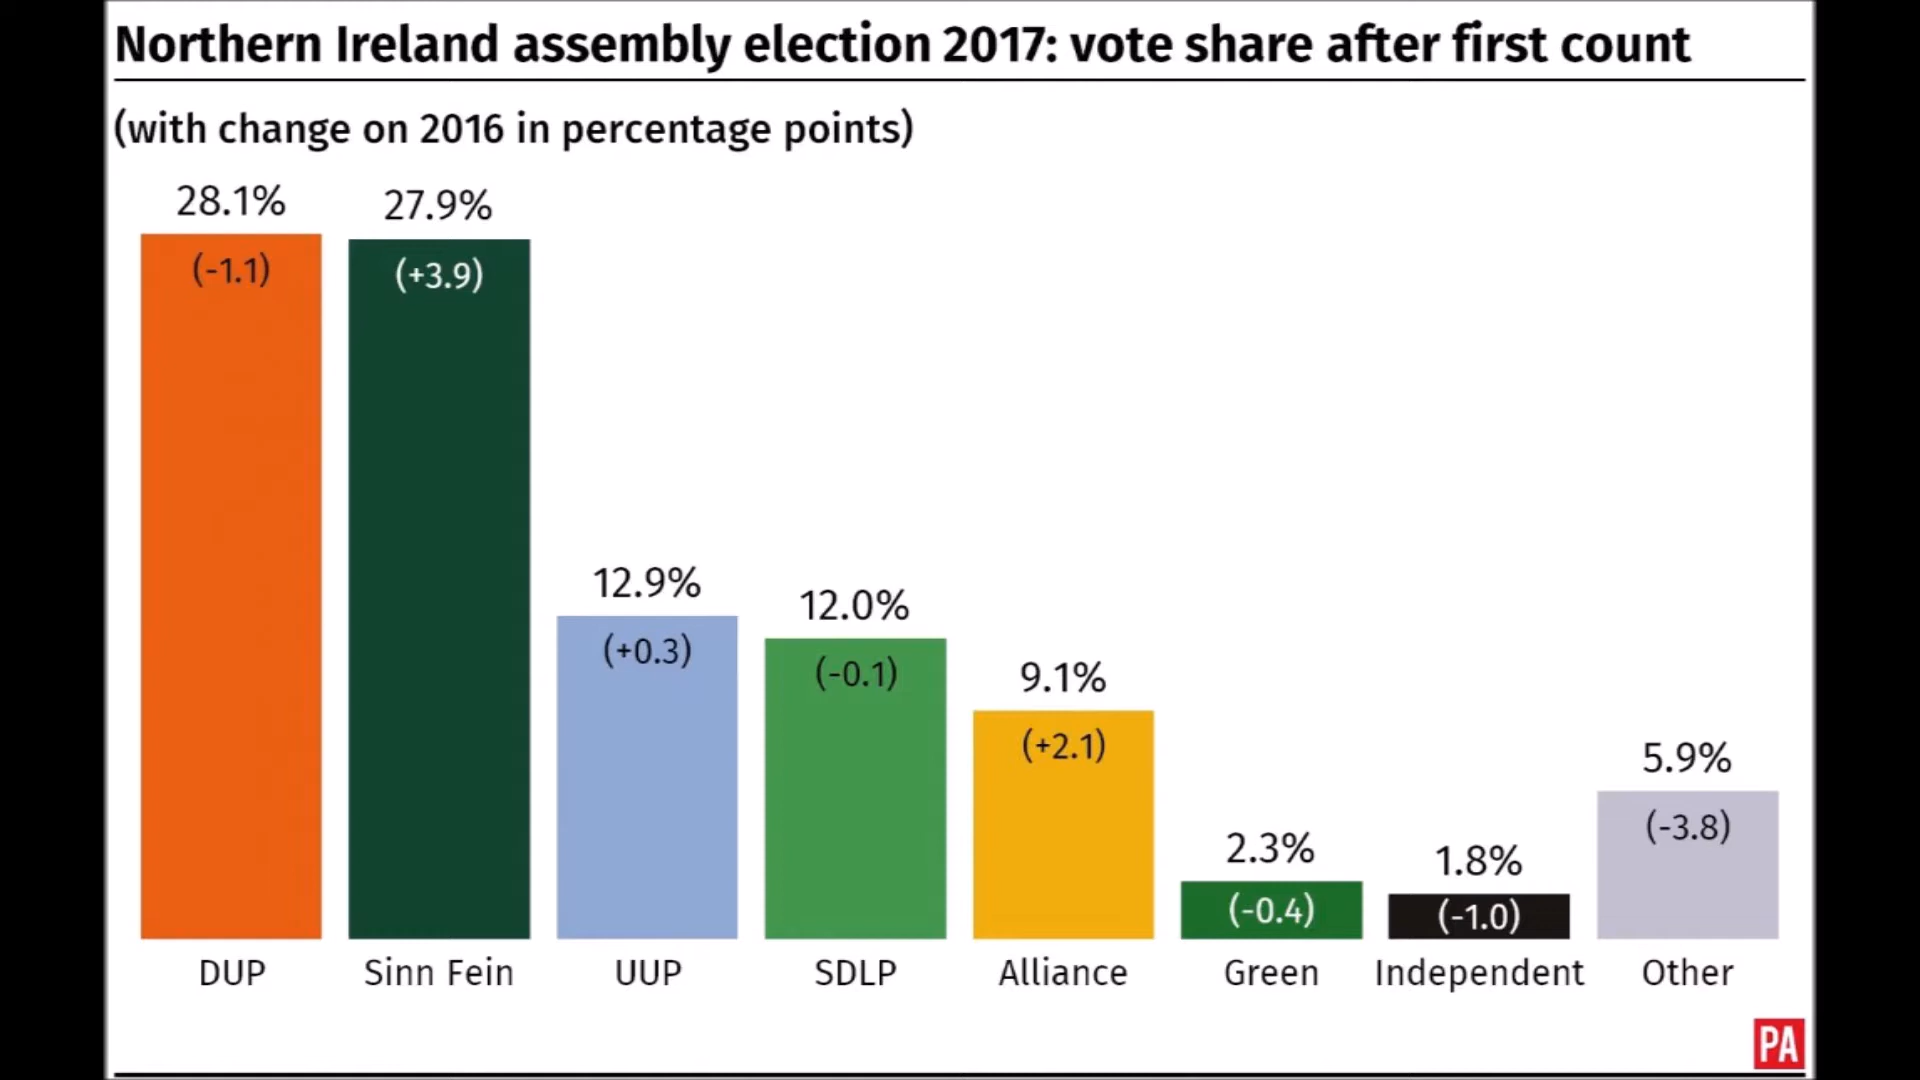 Northern Ireland assembly election 2017: vote share after first count
(with change on 2016 in percentage points)
28.1%
27.9%
(-1.1)
(+3.9)
12.9%
12.0%
(+0.3)
(-0.1)
9.1%
(+2.1)
5.9%
(-3.8)
2.3%
1.8%
(-0.4)
(-1.0)
DUP
Sinn Fein
UUP
SDLP
Alliance
Green
Independent
Other
PA